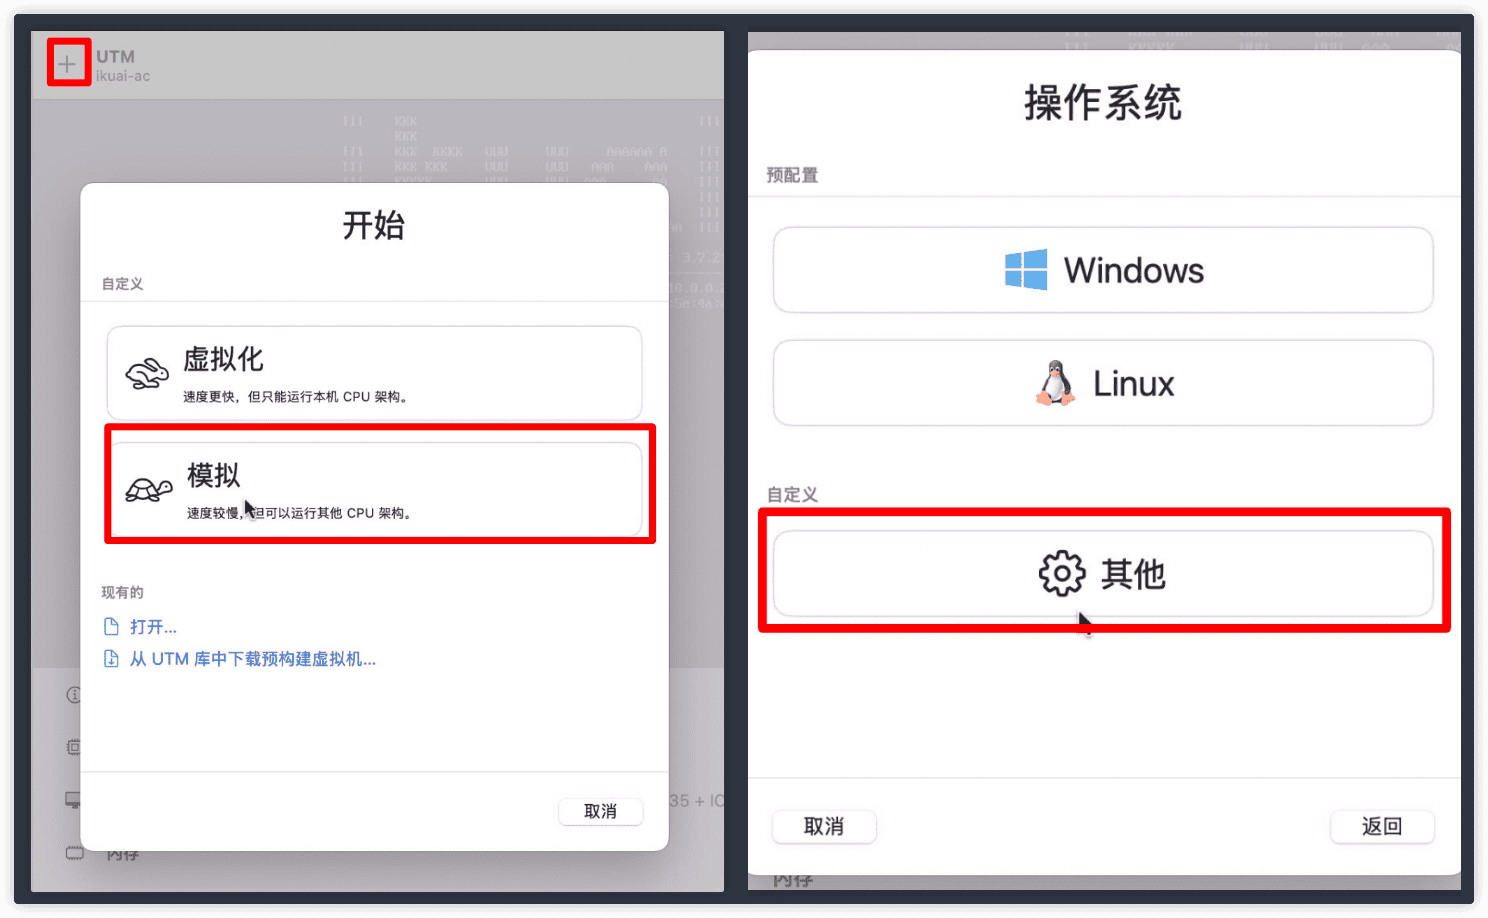 UTM
ikuai-ac
开始
自定义
虚拟化
速度更快，但只能运行本机 CPU 架构。
模拟
速度较慢，但可以运行其他 CPU 架构。
现有的
打开...
从 UTM 库中下载预构建虚拟机...
取消
35 + IC
内存
操作系统
预配置
Windows
Linux
自定义
其他
取消
返回
内存